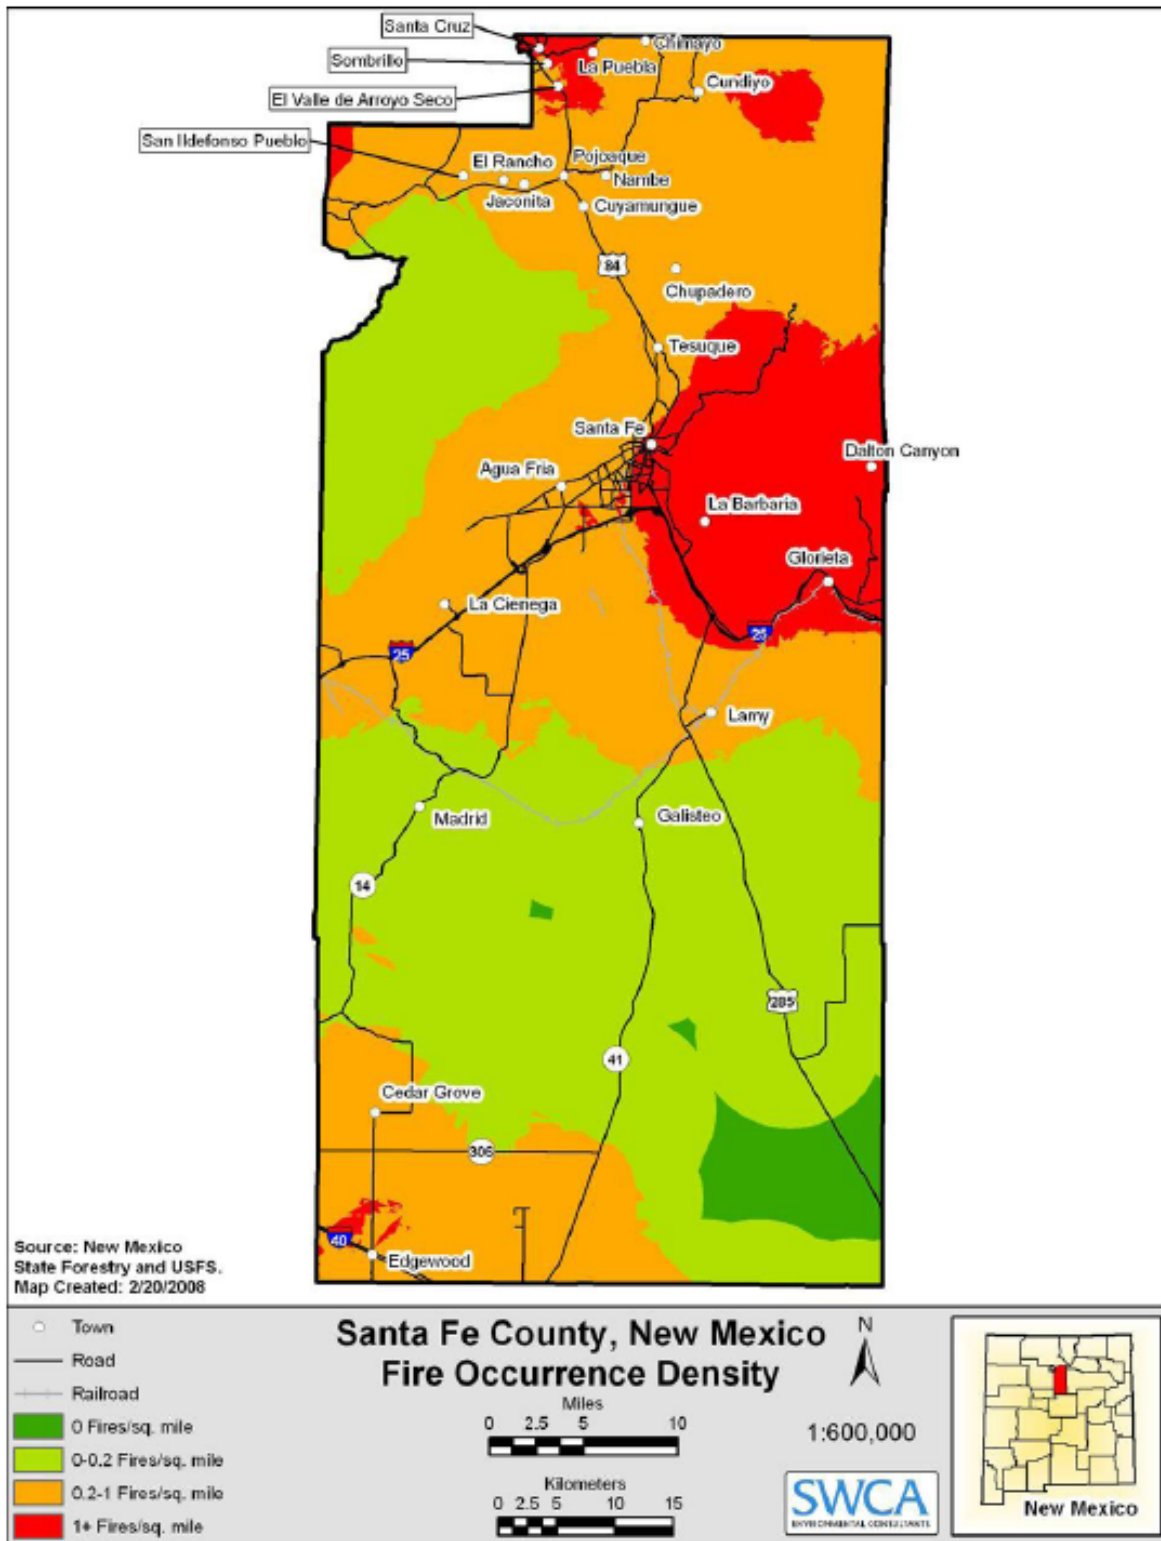 Santa Cruz
Chimayo
Sombrillo
La Puebla
Cundiyo
El Valle de Arroyo Seco
San Ildefonso Pueblo
El Rancho
Pojoaque
Nambe
Jaconita
Cuyamungue
84
Chupadero
Tesuque
Santa Fe
Dalton Canyon
Agua Fria
La Barbaria
Glorieta
La Cienega
25
25
Lamy
Madrid
Galisteo
14
285
41
Cedar Grove
306
40
Edgewood
Source: New Mexico
State Forestry and USFS.
Map Created: 2/20/2008
Town
Road
Railroad
0 Fires/sq. mile
0-0.2 Fires/sq. mile
0.2-1 Fires/sq. mile
1+ Fires/sq. mile
Santa Fe County, New Mexico
Fire Occurrence Density
Miles
0 2.5 5 10
Kilometers
0 2.5 5 10 15
N
1:600,000
SWCA
ENVIRONMENTAL CONSULTANTS
New Mexico